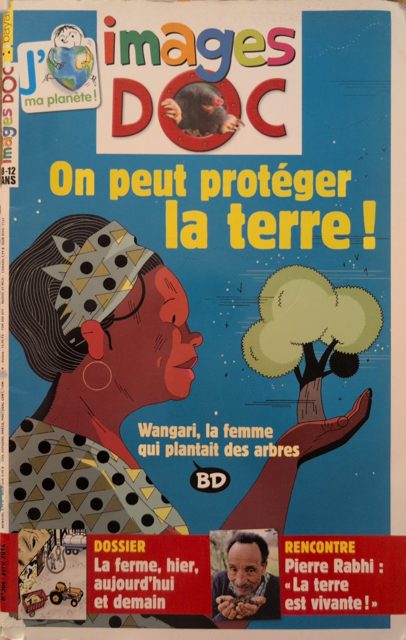 J'
ma planète !
images
DOC
images DOC
bayard
8-12
ANS
On peut protéger
la terre !
Wangari, la femme
qui plantait des arbres
BD
DOSSIER
La ferme, hier,
aujourd'hui
et demain
RENCONTRE
Pierre Rabhi :
« La terre
est vivante ! »